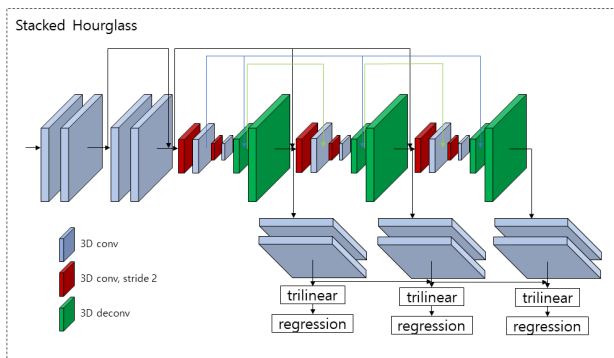 Stacked Hourglass
3D conv
3D conv, stride 2
3D deconv
trilinear
trilinear
trilinear
regression
regression
regression